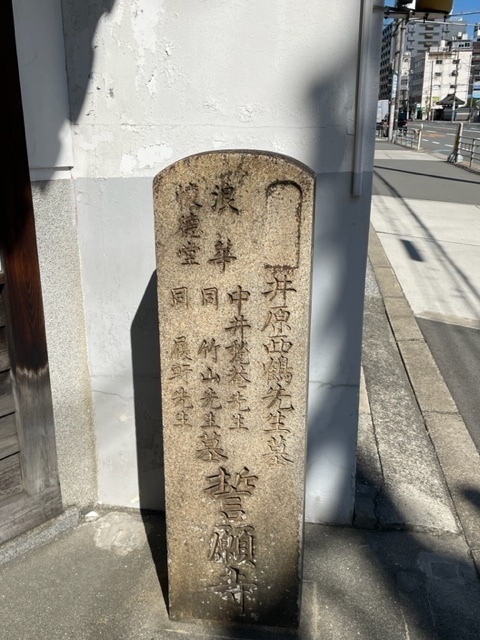 井原西鶴先生墓
浪華
懐徳堂
中井甃菴先生
同 竹山先生墓
同 履軒先生
誓願寺